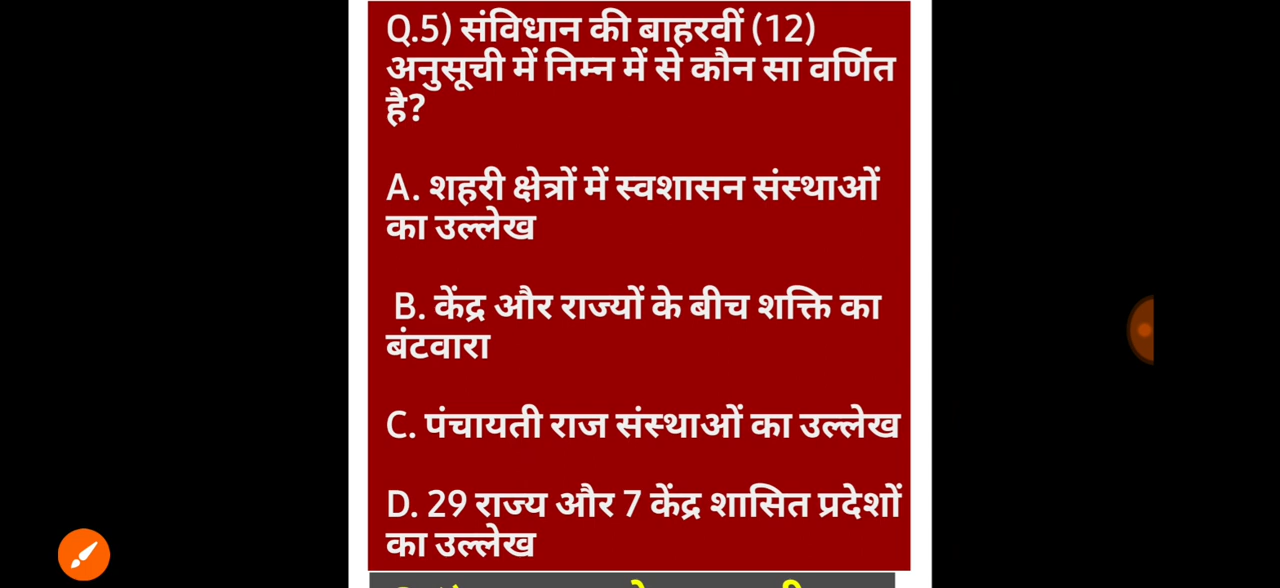 Q.5) संविधान की बाहरवीं (12)
अनुसूची में निम्न में से कौन सा वर्णित
है?
A. शहरी क्षेत्रों में स्वशासन संस्थाओं
का उल्लेख
B. केंद्र और राज्यों के बीच शक्ति का
बंटवारा
C. पंचायती राज संस्थाओं का उल्लेख
D. 29 राज्य और 7 केंद्र शासित प्रदेशों
का उल्लेख